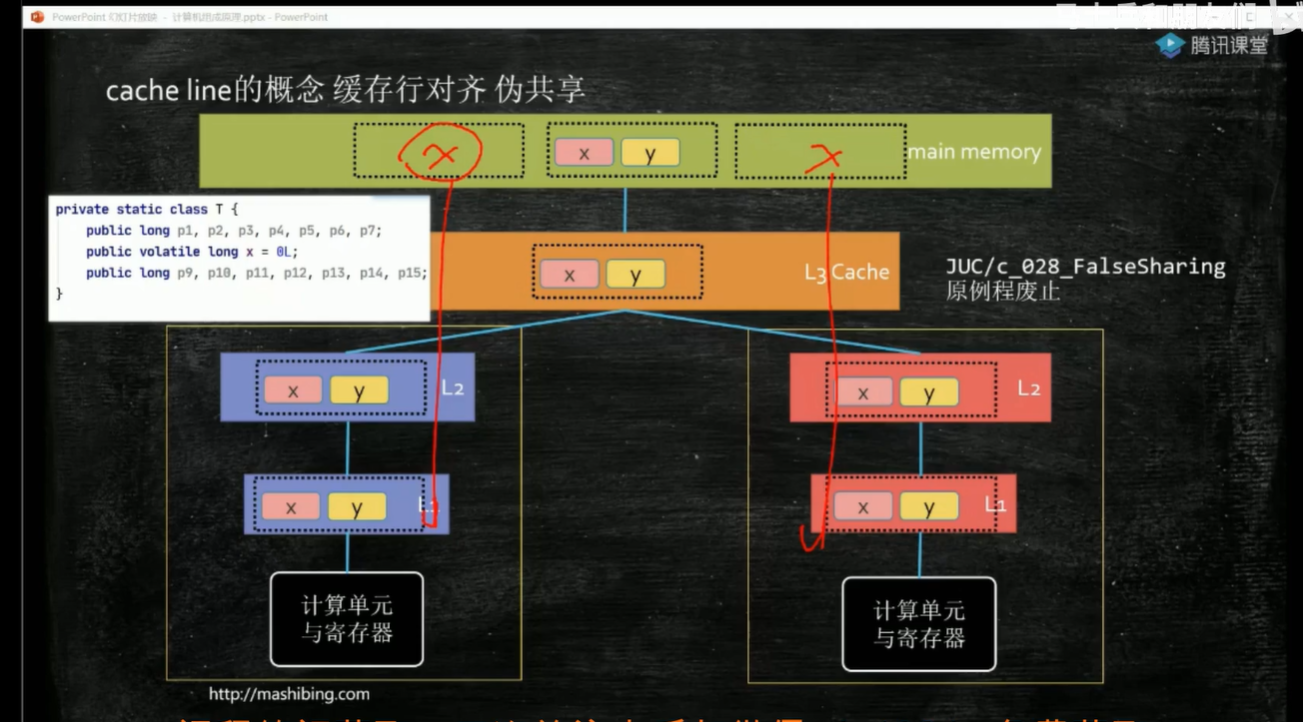 PowerPoint 幻灯片放映 - 计算机组成原理.pptx - PowerPoint
腾讯课堂
cache line的概念 缓存行对齐 伪共享
x
x y
x
main memory
private static class T {
public long p1, p2, p3, p4, p5, p6, p7;
public volatile long x = 0L;
public long p9, p10, p11, p12, p13, p14, p15;
}
x y
L3 Cache
JUC/c_028_FalseSharing
原例程废止
x y
L2
x y
L2
x y
L1
x y
L1
计算单元
与寄存器
计算单元
与寄存器
http://mashibing.com